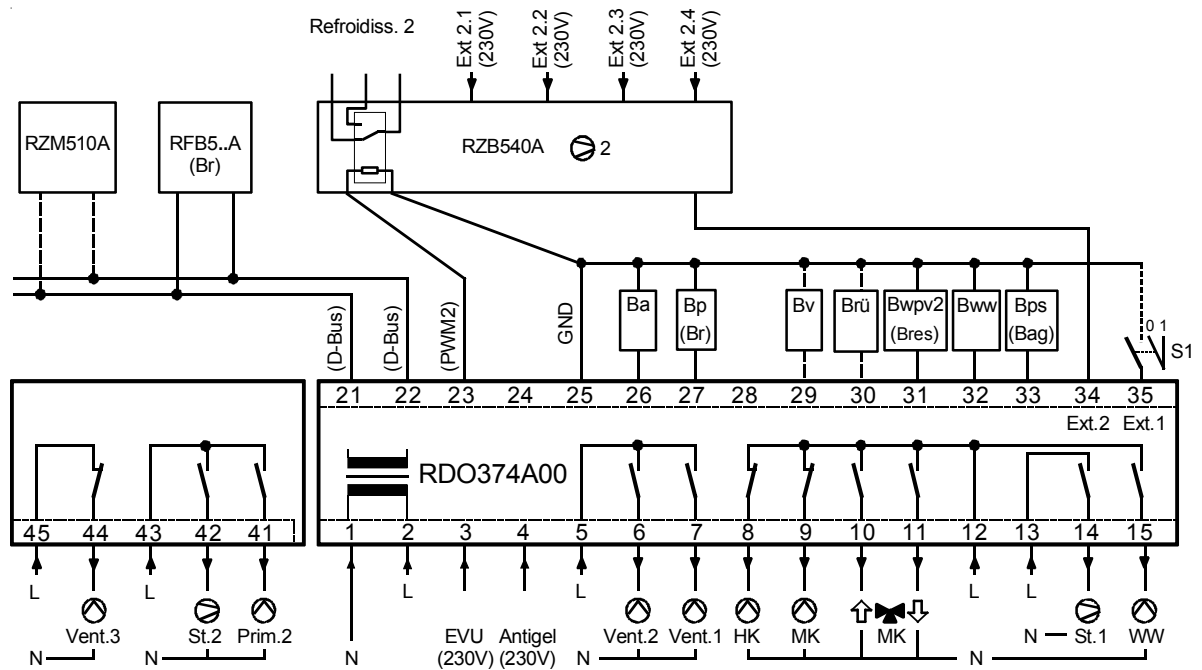 Refroidiss. 2
Ext 2.1 (230V)
Ext 2.2 (230V)
Ext 2.3 (230V)
Ext 2.4 (230V)
RZM510A
RFB5..A
(Br)
RZB540A 2
(D-Bus) (D-Bus) (PWM2) GND
Ba Bp Bv Brü Bwpv2 Bww Bps
(Br) (Bres) (Bag)
0 1
S1
21 22 23 24 25 26 27 28 29 30 31 32 33 34 35
Ext.2 Ext.1
RDO374A00
45 44 43 42 41 1 2 3 4 5 6 7 8 9 10 11 12 13 14 15
L L L L L L
Vent.3 St.2 Prim.2 EVU Antigel Vent.2 Vent.1 HK MK MK N St.1 WW
N N N (230V) (230V) N N